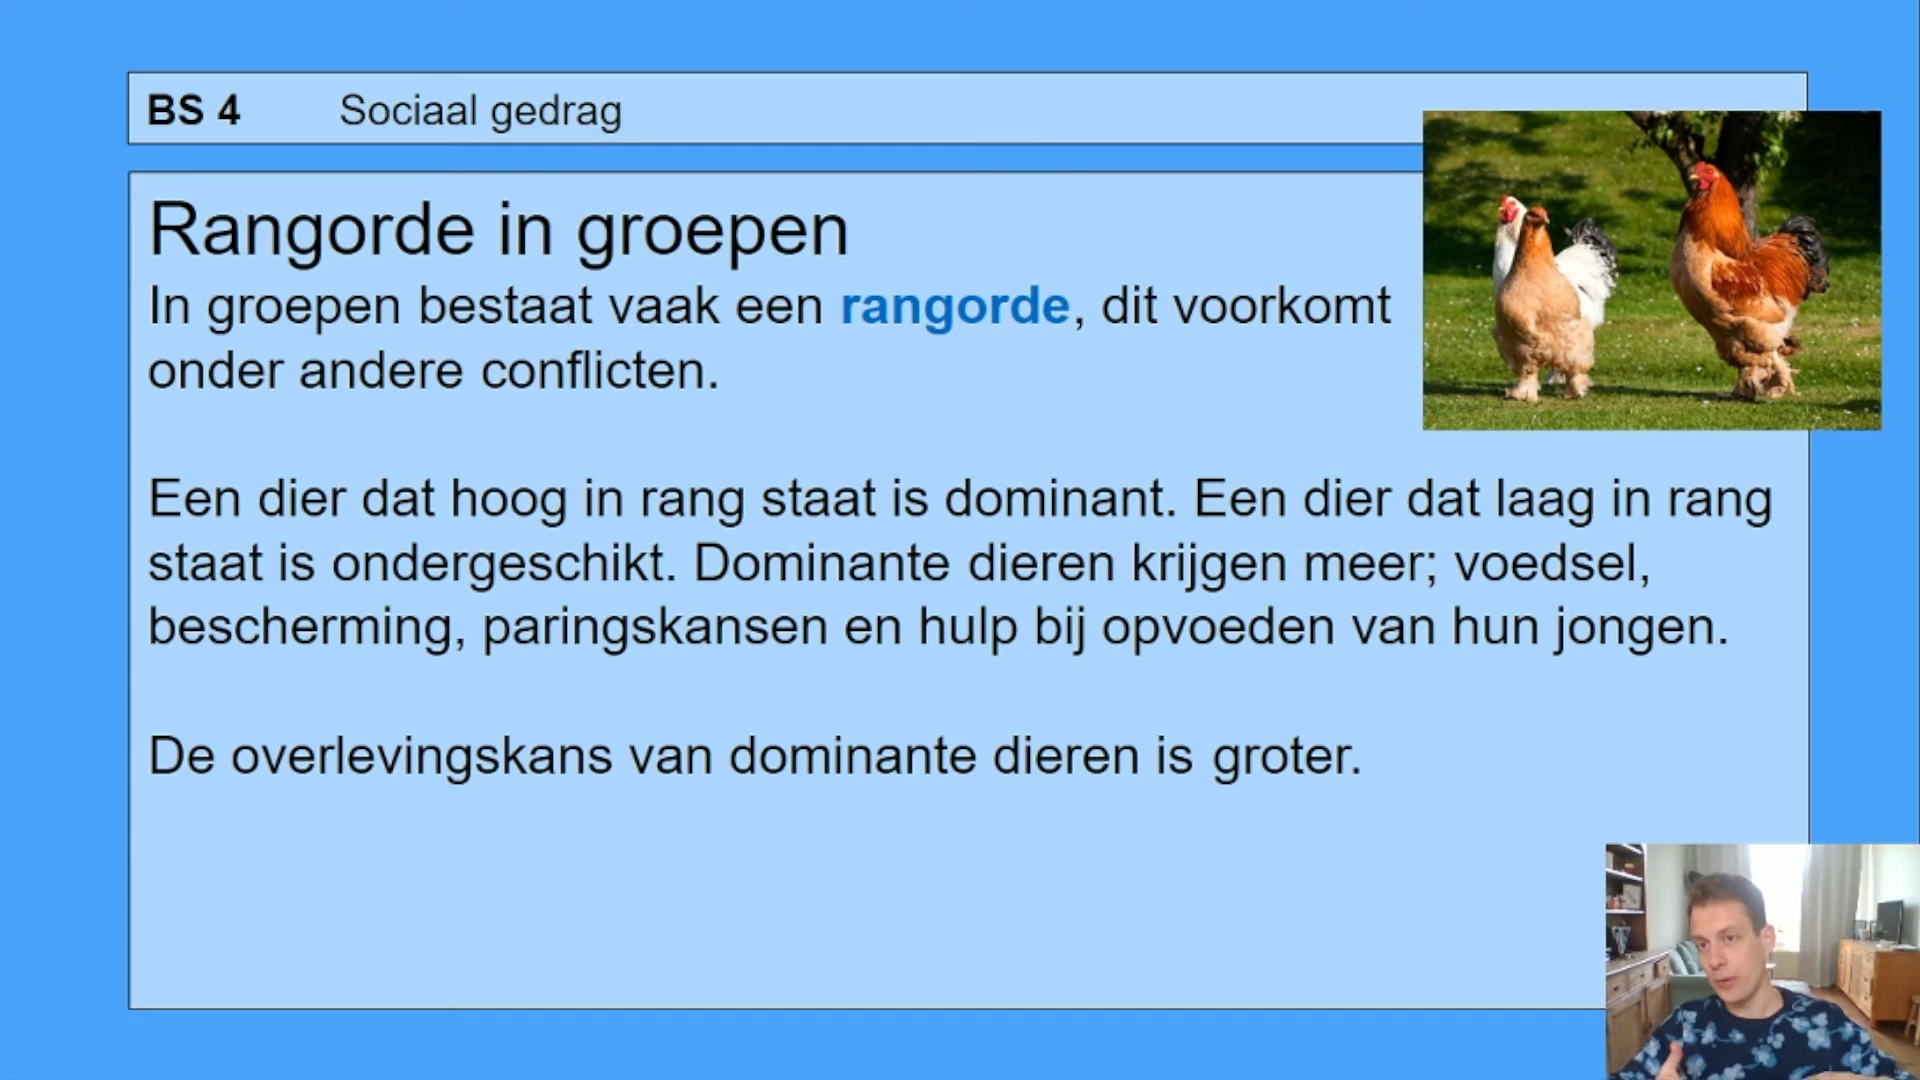 BS 4 Sociaal gedrag
Rangorde in groepen
In groepen bestaat vaak een rangorde, dit voorkomt
onder andere conflicten.
Een dier dat hoog in rang staat is dominant. Een dier dat laag in rang
staat is ondergeschikt. Dominante dieren krijgen meer; voedsel,
bescherming, paringskansen en hulp bij opvoeden van hun jongen.
De overlevingskans van dominante dieren is groter.